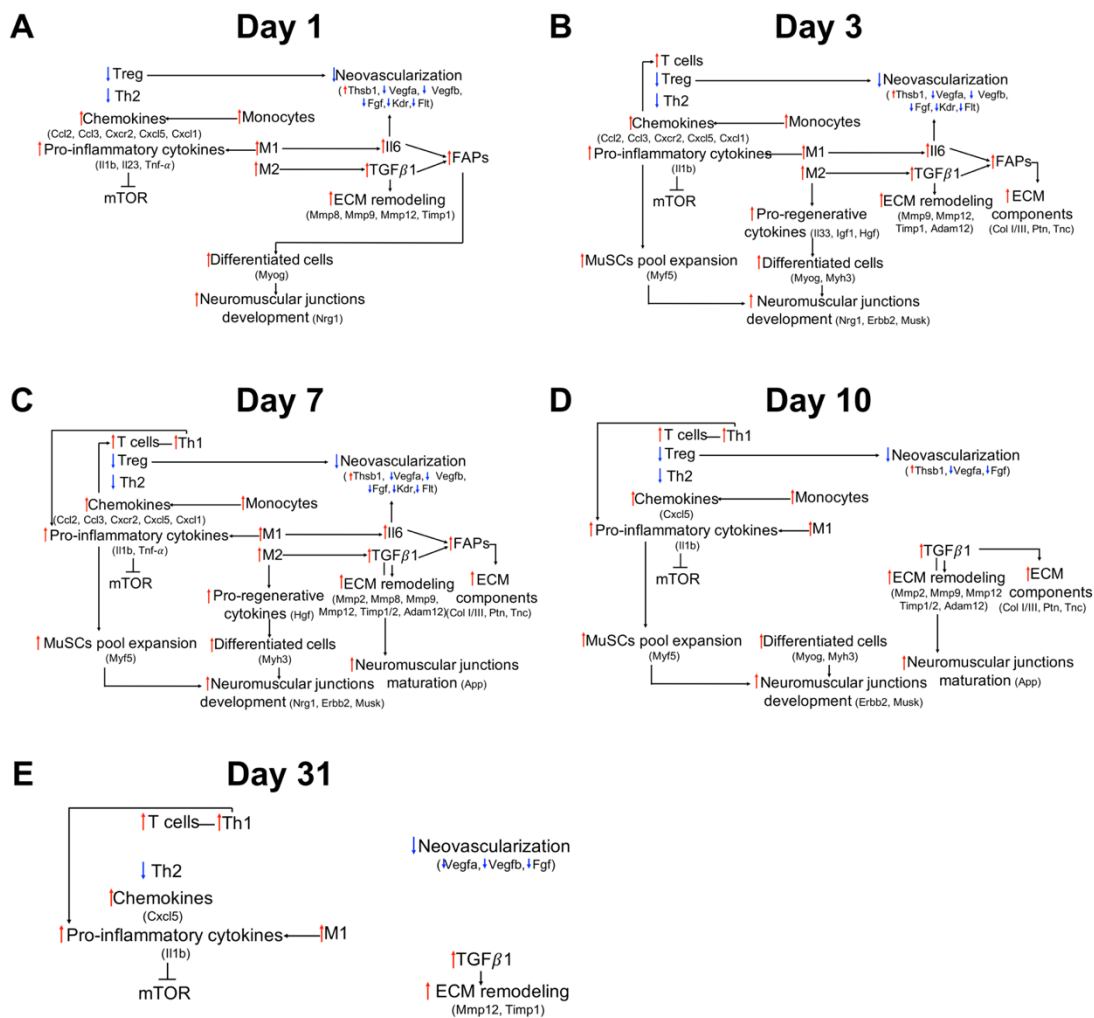 A
Day 1
Treg
Neovascularization
(Thsb1, Vegfa, Vegfb,
Fgf, Kdr, Flt)
Th2
Chemokines
(Ccl2, Ccl3, Cxcr2, Cxcl5, Cxcl1)
Monocytes
Pro-inflammatory cytokines
(Il1b, Il23, Tnf-α)
M1
Il6
FAPs
M2
TGFβ1
mTOR
ECM remodeling
(Mmp8, Mmp9, Mmp12, Timp1)
Differentiated cells
(Myog)
Neuromuscular junctions
development (Nrg1)
B
Day 3
T cells
Treg
Neovascularization
(Thsb1, Vegfa, Vegfb,
Fgf, Kdr, Flt)
Th2
Chemokines
(Ccl2, Ccl3, Cxcr2, Cxcl5, Cxcl1)
Monocytes
Pro-inflammatory cytokines
(Il1b)
M1
Il6
FAPs
M2
TGFβ1
mTOR
ECM remodeling
(Mmp9, Mmp12,
Timp1, Adam12)
ECM
components
(Col I/III, Ptn, Tnc)
Pro-regenerative
cytokines (Il33, Igf1, Hgf)
MuSCs pool expansion
(Myf5)
Differentiated cells
(Myog, Myh3)
Neuromuscular junctions
development (Nrg1, Erbb2, Musk)
C
Day 7
T cells
Th1
Treg
Neovascularization
(Thsb1, Vegfa, Vegfb,
Fgf, Kdr, Flt)
Th2
Chemokines
(Ccl2, Ccl3, Cxcr2, Cxcl5, Cxcl1)
Monocytes
Pro-inflammatory cytokines
(Il1b, Tnf-α)
M1
Il6
FAPs
M2
TGFβ1
mTOR
ECM remodeling
(Mmp2, Mmp8, Mmp9,
Mmp12, Timp1/2, Adam12)
ECM
components
(Col I/III, Ptn, Tnc)
Pro-regenerative
cytokines (Hgf)
MuSCs pool expansion
(Myf5)
Differentiated cells
(Myh3)
Neuromuscular junctions
maturation (App)
Neuromuscular junctions
development (Nrg1, Erbb2, Musk)
D
Day 10
T cells
Th1
Treg
Neovascularization
(Thsb1, Vegfa, Fgf)
Th2
Chemokines
(Cxcl5)
Monocytes
Pro-inflammatory cytokines
(Il1b)
M1
mTOR
TGFβ1
ECM remodeling
(Mmp2, Mmp9, Mmp12
Timp1/2, Adam12)
ECM
components
(Col I/III, Ptn, Tnc)
MuSCs pool expansion
(Myf5)
Differentiated cells
(Myog, Myh3)
Neuromuscular junctions
maturation (App)
Neuromuscular junctions
development (Erbb2, Musk)
E
Day 31
T cells
Th1
Neovascularization
(Vegfa, Vegfb, Fgf)
Th2
Chemokines
(Cxcl5)
Pro-inflammatory cytokines
(Il1b)
M1
mTOR
TGFβ1
ECM remodeling
(Mmp12, Timp1)